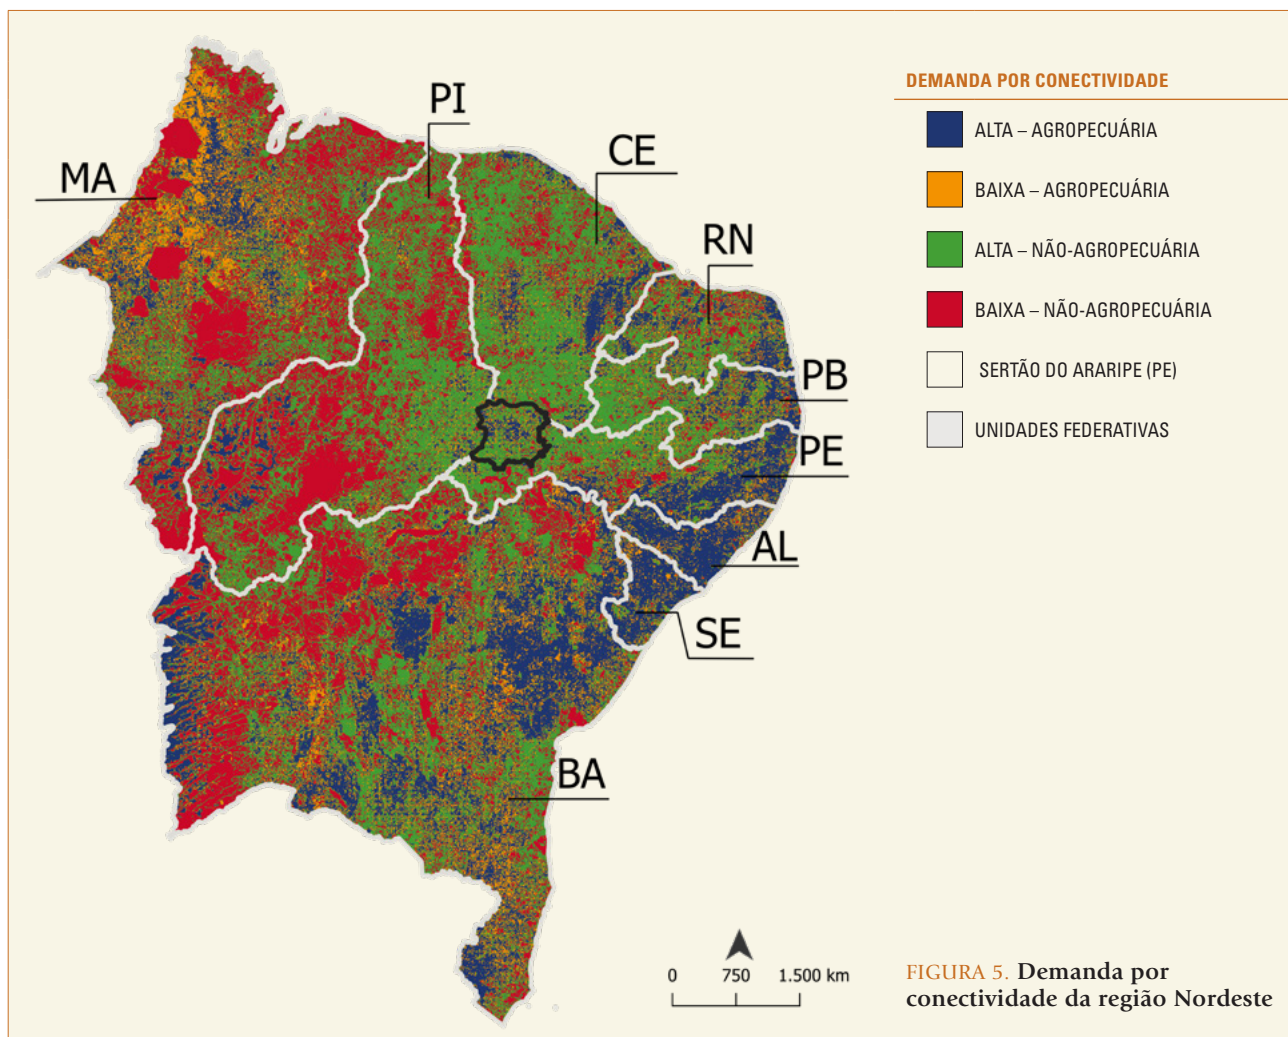 PI
CE
MA
RN
PB
PE
AL
SE
BA
DEMANDA POR CONECTIVIDADE
ALTA – AGROPECUÁRIA
BAIXA – AGROPECUÁRIA
ALTA – NÃO-AGROPECUÁRIA
BAIXA – NÃO-AGROPECUÁRIA
SERTÃO DO ARARIPE (PE)
UNIDADES FEDERATIVAS
0 750 1.500 km
FIGURA 5. Demanda por
conectividade da região Nordeste